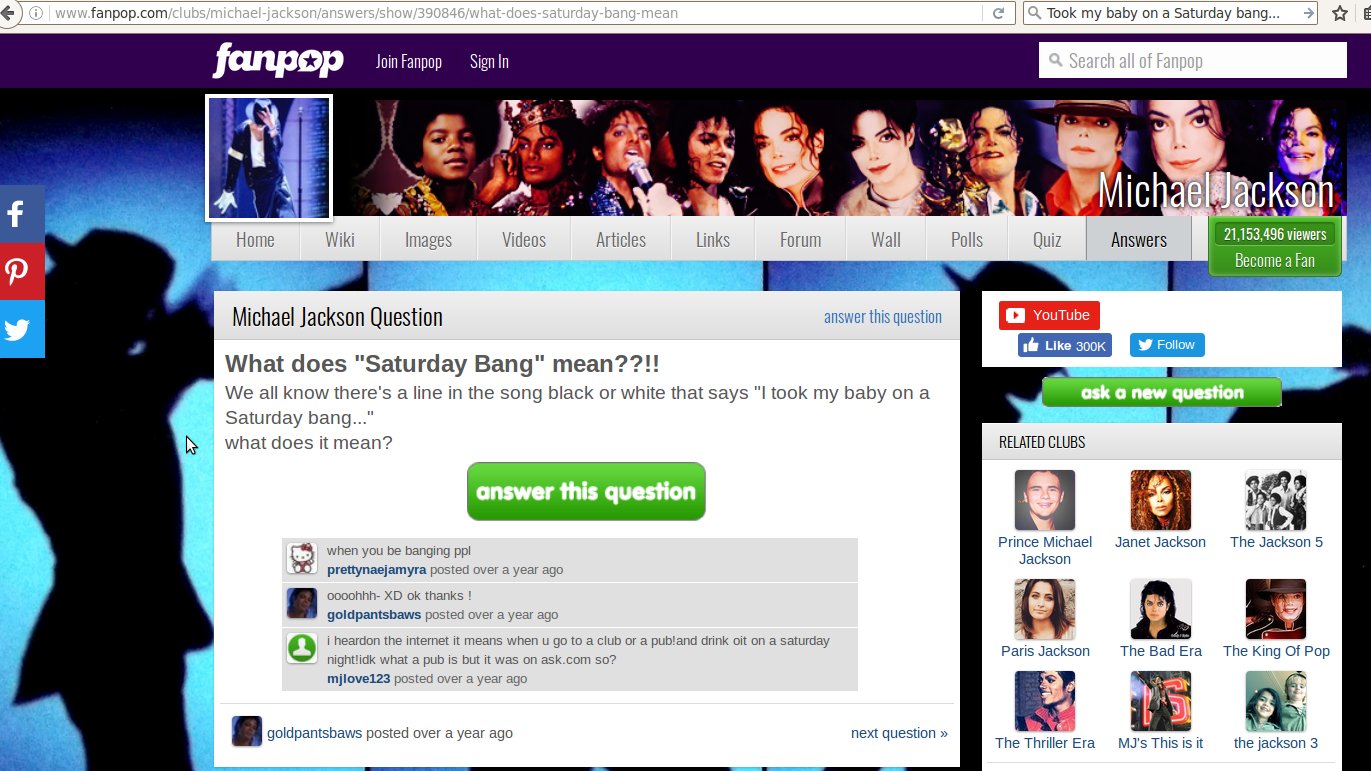 www.fanpop.com/clubs/michael-jackson/answers/show/390846/what-does-saturday-bang-mean
Took my baby on a Saturday bang...
fanpop
Join Fanpop
Sign In
Search all of Fanpop
Michael Jackson
Home
Wiki
Images
Videos
Articles
Links
Forum
Wall
Polls
Quiz
Answers
21,153,496 viewers
Become a Fan
Michael Jackson Question
answer this question
What does "Saturday Bang" mean??!!
We all know there's a line in the song black or white that says "I took my baby on a
Saturday bang..."
what does it mean?
answer this question
when you be banging ppl
prettynaejamyra posted over a year ago
oooohhh- XD ok thanks !
goldpantsbaws posted over a year ago
i heardon the internet it means when u go to a club or a pub!and drink oit on a saturday
night!idk what a pub is but it was on ask.com so?
mjlove123 posted over a year ago
goldpantsbaws posted over a year ago
next question »
YouTube
Like 300K
Follow
ask a new question
RELATED CLUBS
Prince Michael
Jackson
Janet Jackson
The Jackson 5
Paris Jackson
The Bad Era
The King Of Pop
The Thriller Era
MJ's This is it
the jackson 3